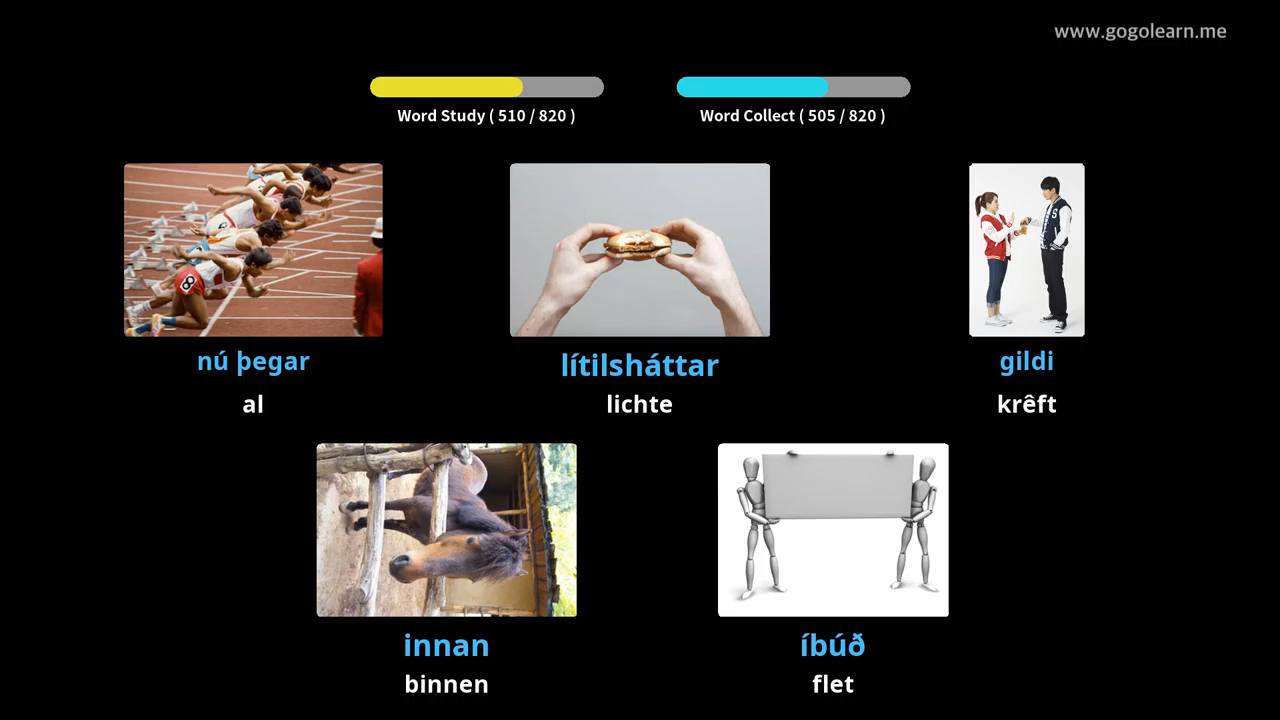 www.gogolearn.me
Word Study ( 510 / 820 )
Word Collect ( 505 / 820 )
8
nú þegar
al
lítilsháttar
lichte
S
gildi
krêft
innan
binnen
íbúð
flet